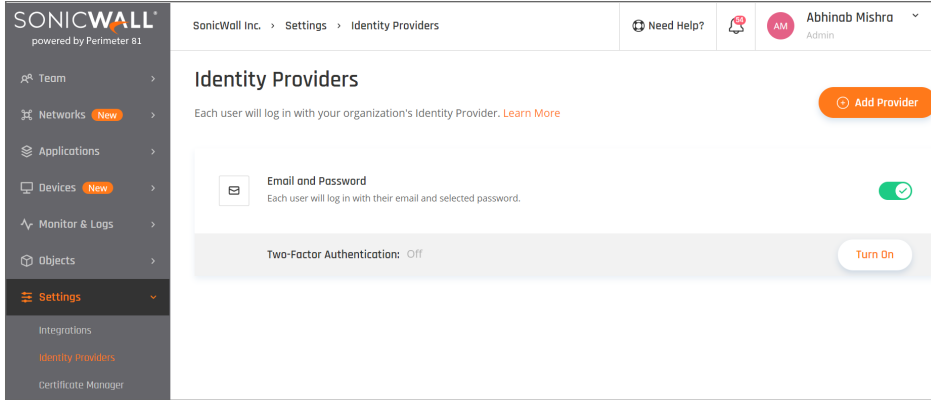 SONICWALL®
powered by Perimeter 81
Team
Networks New
Applications
Devices New
Monitor & Logs
Objects
Settings
Integrations
Identity Providers
Certificate Manager
SonicWall Inc. > Settings > Identity Providers
Need Help?
54
AM
Abhinab Mishra
Admin
Identity Providers
Each user will log in with your organization's Identity Provider. Learn More
Add Provider
Email and Password
Each user will log in with their email and selected password.
Two-Factor Authentication: Off
Turn On